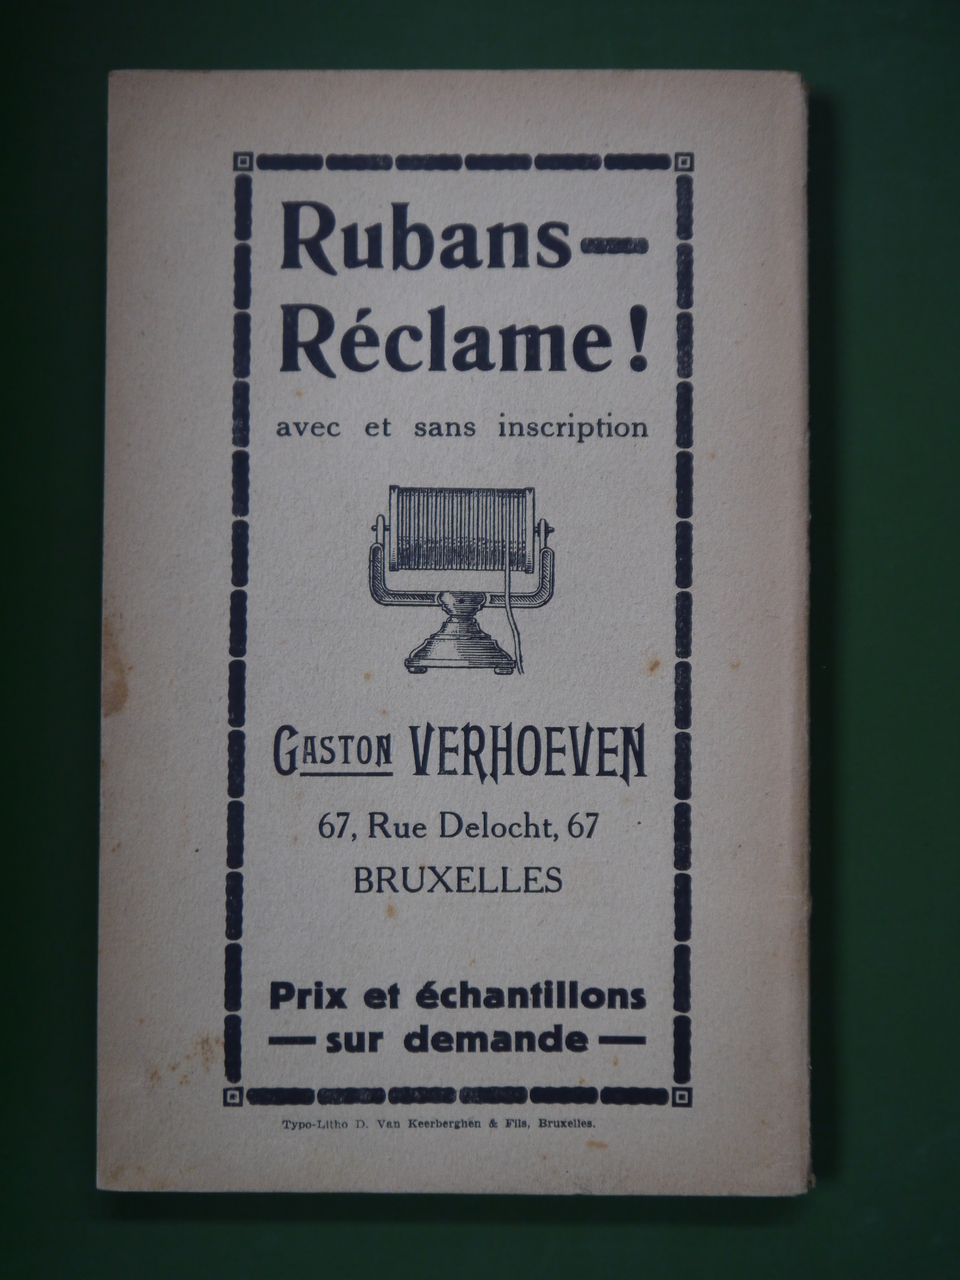 Rubans—
Réclame!
avec et sans inscription
GASTON VERHOEVEN
67, Rue Delocht, 67
BRUXELLES
Prix et échantillons
— sur demande —
Typo-Litho D. Van Keerberghen & Fils, Bruxelles.